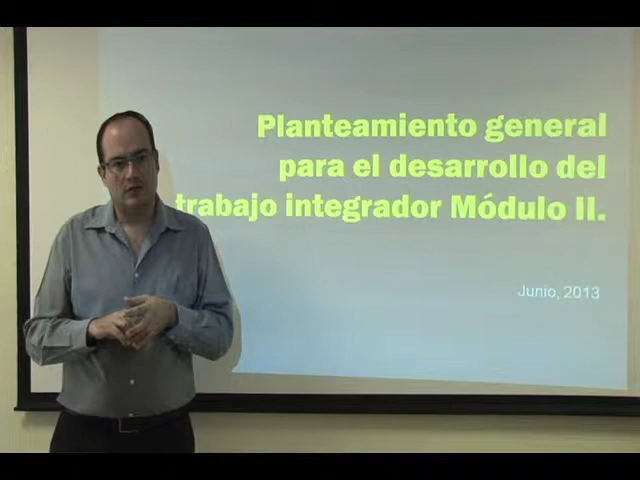 Planteamiento general
para el desarrollo del
trabajo integrador Módulo II.
Junio, 2013